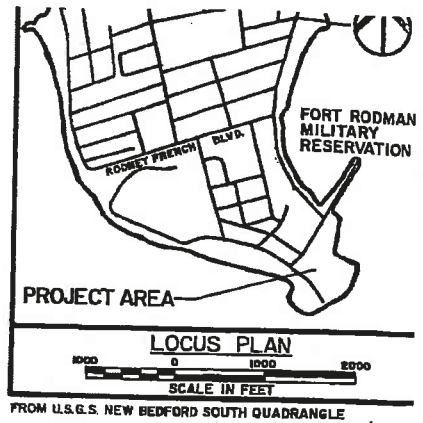 FORT RODMAN
MILITARY
RESERVATION
RODNEY FRENCH BLVD.
PROJECT AREA
LOCUS PLAN
1000 0 1000 2000
SCALE IN FEET
FROM U.S.G.S. NEW BEDFORD SOUTH QUADRANGLE